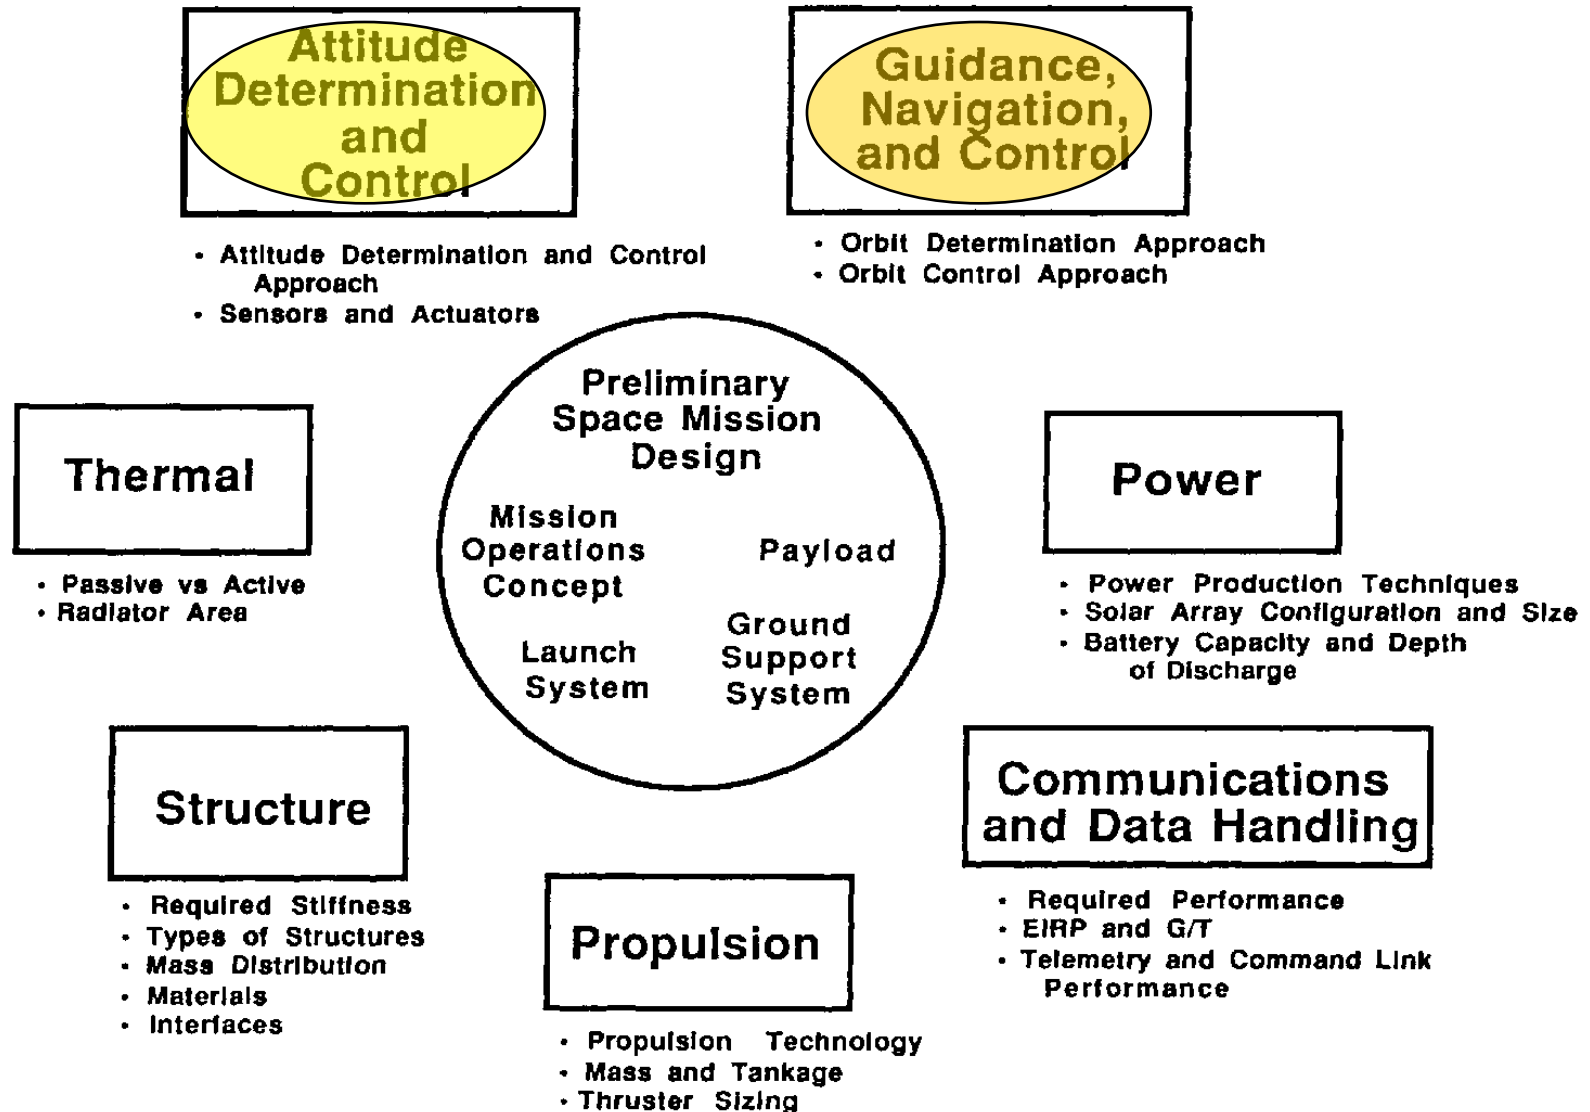 Attitude
Determination
and
Control
• Attitude Determination and Control
Approach
• Sensors and Actuators
Guidance,
Navigation,
and Control
• Orbit Determination Approach
• Orbit Control Approach
Preliminary
Space Mission
Design
Mission
Operations
Concept
Payload
Launch
System
Ground
Support
System
Thermal
• Passive vs Active
• Radiator Area
Power
• Power Production Techniques
• Solar Array Configuration and Size
• Battery Capacity and Depth
of Discharge
Structure
• Required Stiffness
• Types of Structures
• Mass Distribution
• Materials
• Interfaces
Propulsion
• Propulsion Technology
• Mass and Tankage
• Thruster Sizing
Communications
and Data Handling
• Required Performance
• EIRP and G/T
• Telemetry and Command Link
Performance